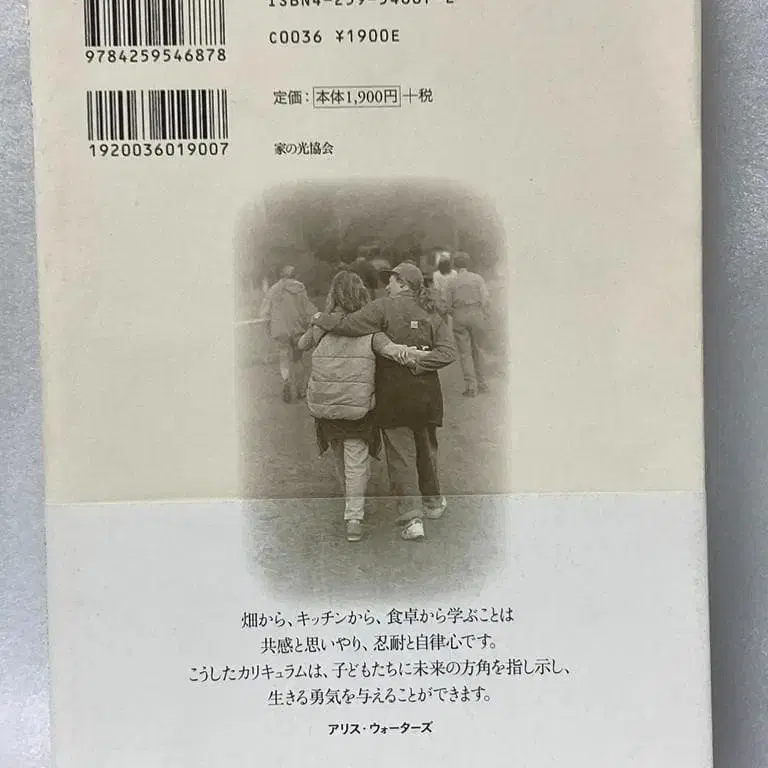 9784259546878
C0036 ¥1900E
定価：本体1,900円+税
1920036019007
家の光協会
畑から、キッチンから、食卓から学ぶことは
共感と思いやり、忍耐と自律心です。
こうしたカリキュラムは、子どもたちに未来の方角を指し示し、
生きる勇気を与えることができます。
アリス・ウォーターズ